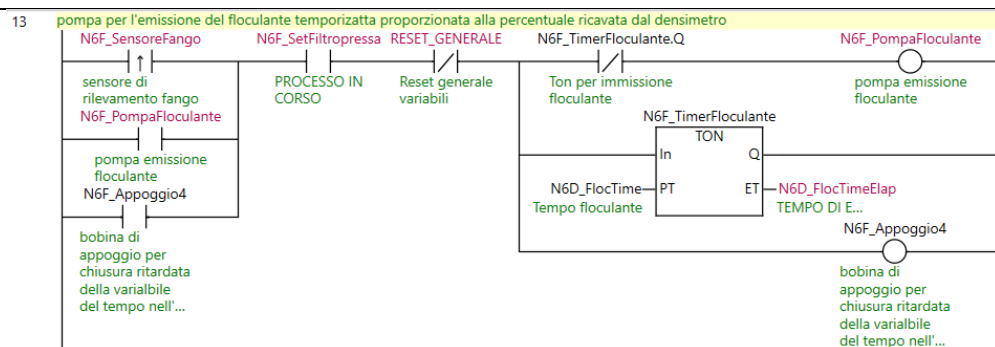 13
pompa per l'emissione del floculante temporizatta proporzionata alla percentuale ricavata dal densimetro
N6F_SensoreFango
N6F_SetFiltropressa
RESET_GENERALE
N6F_TimerFloculante.Q
N6F_PompaFloculante
sensore di
rilevamento fango
PROCESSO IN
CORSO
Reset generale
variabili
Ton per immissione
floculante
pompa emissione
floculante
N6F_PompaFloculante
pompa emissione
floculante
N6F_TimerFloculante
TON
In
Q
N6D_FlocTime
PT
ET
N6D_FlocTimeElap
Tempo floculante
TEMPO DI E...
N6F_Appoggio4
bobina di
appoggio per
chiusura ritardata
della varialbile
del tempo nell'...
N6F_Appoggio4
bobina di
appoggio per
chiusura ritardata
della varialbile
del tempo nell'...